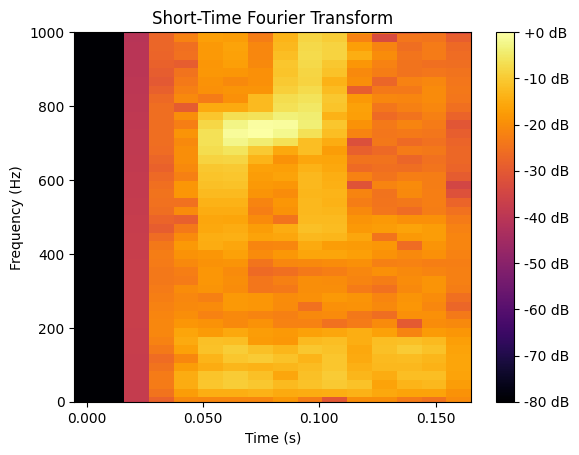 Short-Time Fourier Transform
1000
800
600
400
200
0
Frequency (Hz)
0.000
0.050
0.100
0.150
Time (s)
+0 dB
-10 dB
-20 dB
-30 dB
-40 dB
-50 dB
-60 dB
-70 dB
-80 dB